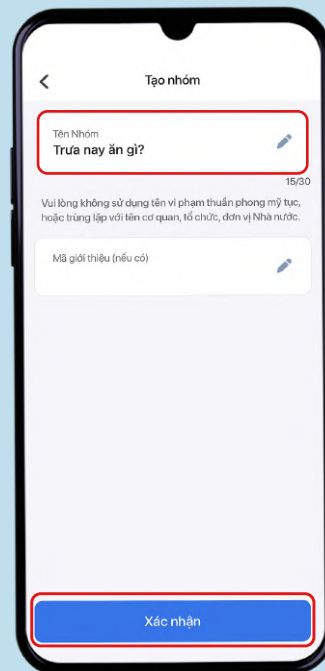 Tạo nhóm
Tên Nhóm
Trưa nay ăn gì?
15/30
Vui lòng không sử dụng tên vi phạm thuần phong mỹ tục,
hoặc trùng lặp với tên cơ quan, tổ chức, đơn vị Nhà nước.
Mã giới thiệu (nếu có)
Xác nhận